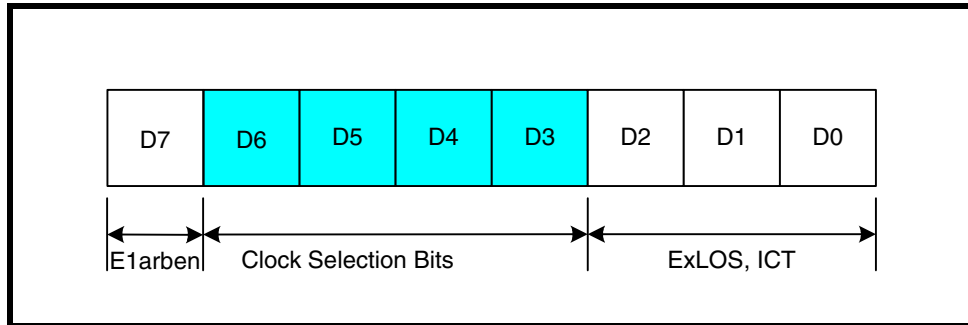 D7 D6 D5 D4 D3 D2 D1 D0
E1arben Clock Selection Bits ExLOS, ICT